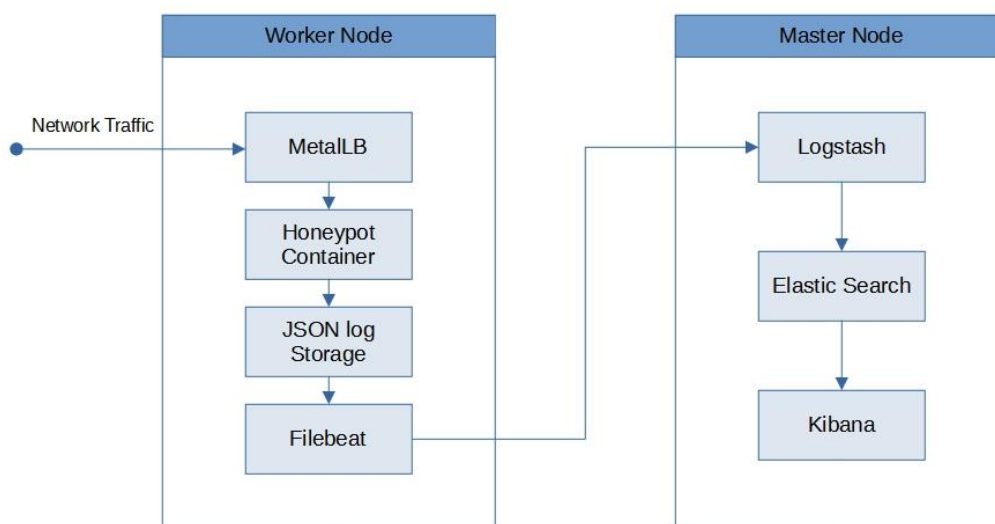 Worker Node
Master Node
Network Traffic
MetalLB
Honeypot
Container
JSON log
Storage
Filebeat
Logstash
Elastic Search
Kibana